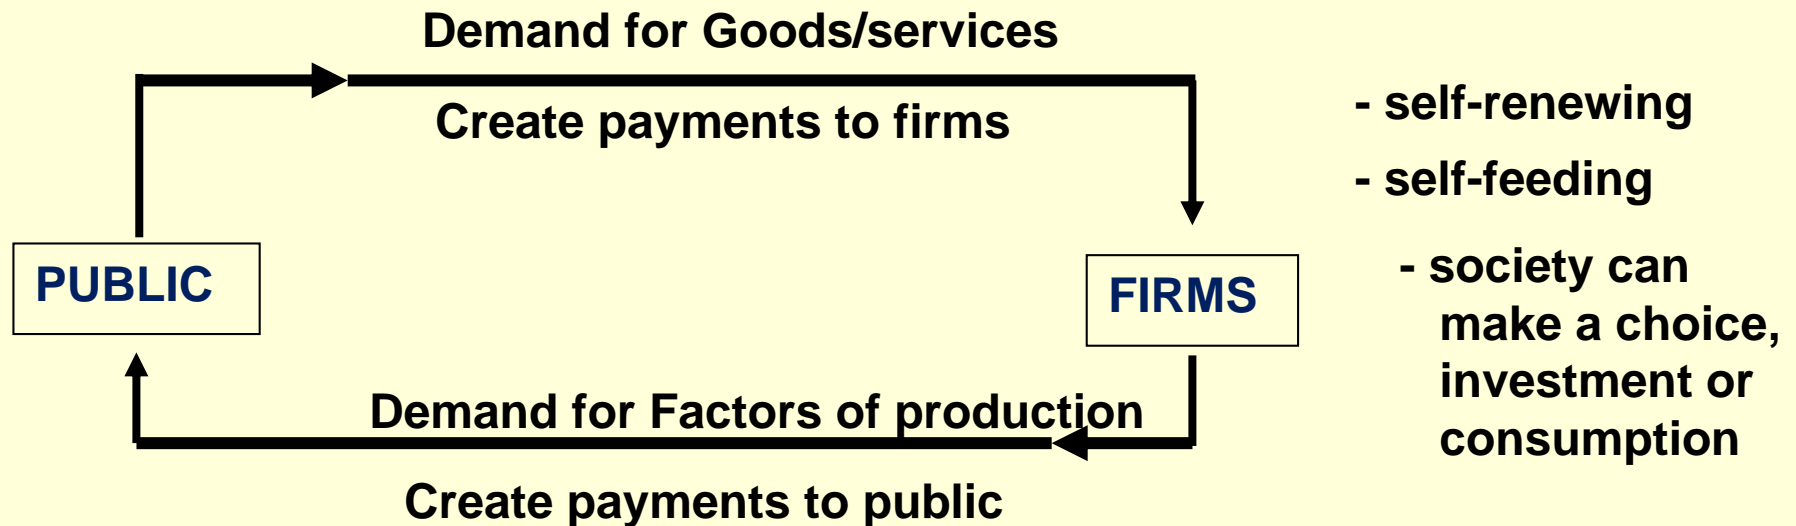 Demand for Goods/services
Create payments to firms
- self-renewing
- self-feeding
- society can
make a choice,
investment or
consumption
PUBLIC
FIRMS
Demand for Factors of production
Create payments to public